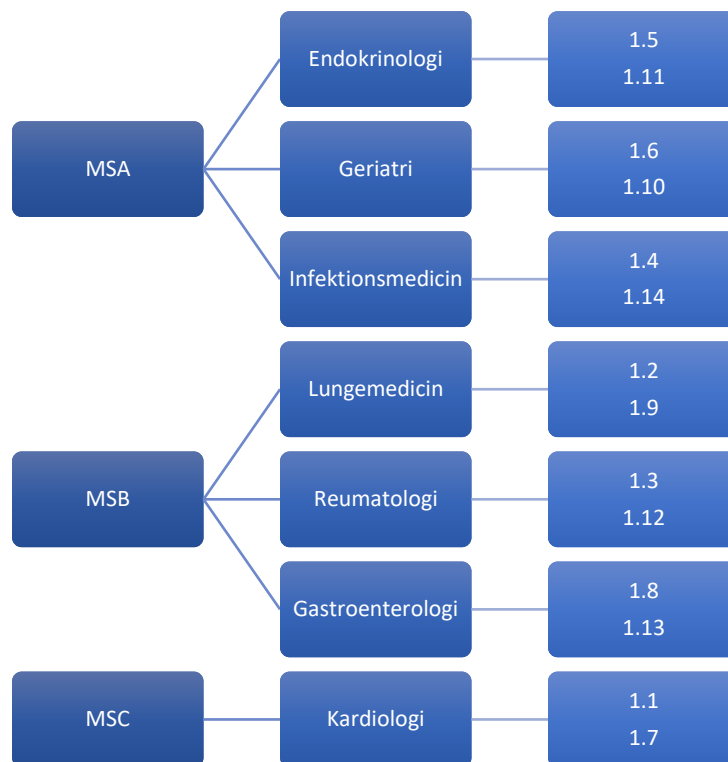 MSA
Endokrinologi
1.5
1.11
Geriatri
1.6
1.10
Infektionsmedicin
1.4
1.14
MSB
Lungemedicin
1.2
1.9
Reumatologi
1.3
1.12
Gastroenterologi
1.8
1.13
MSC
Kardiologi
1.1
1.7